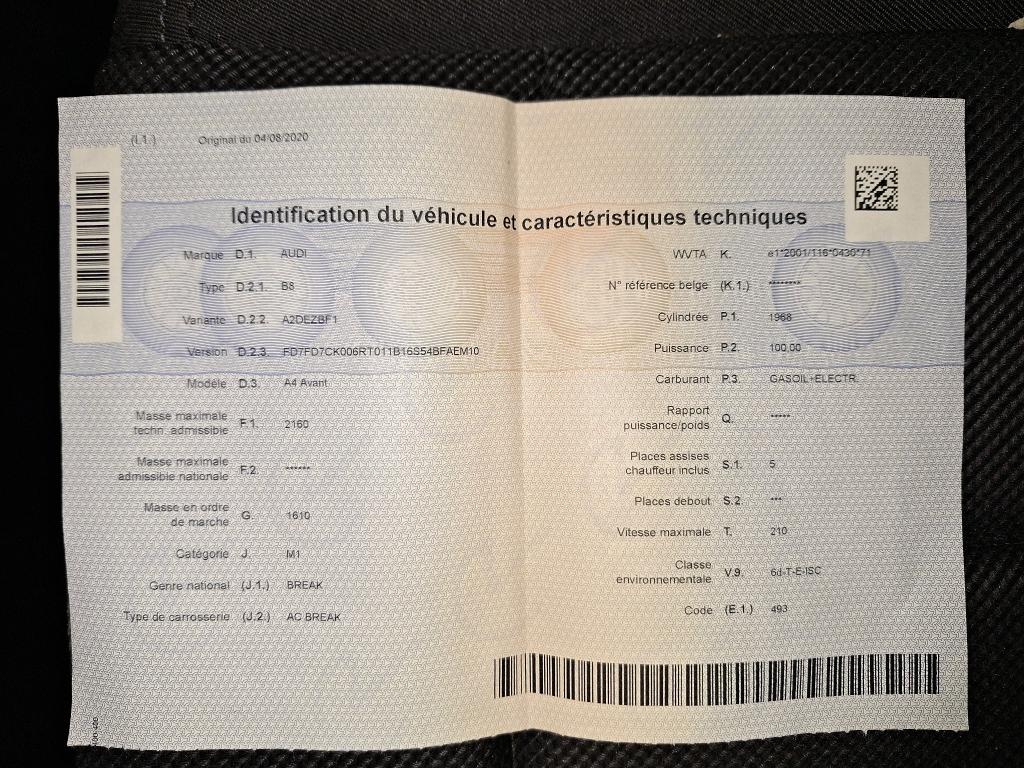 (I.1.) Original du 04/08/2020
Identification du véhicule et caractéristiques techniques
Marque D.1. AUDI
Type D.2.1. B8
Variante D.2.2. A2DEZBF1
Version D.2.3. FD7FD7CK006RT011B16S54BFAEM10
Modèle D.3. A4 Avant
Masse maximale
techn. admissible F.1. 2160
Masse maximale
admissible nationale F.2. ******
Masse en ordre
de marche G. 1610
Catégorie J. M1
Genre national (J.1.) BREAK
Type de carrosserie (J.2.) AC BREAK
WVTA K. e1*2001/116*0430*71
N° référence belge (K.1.) ********
Cylindrée P.1. 1968
Puissance P.2. 100,00
Carburant P.3. GASOIL+ELECTR.
Rapport
puissance/poids Q. *****
Places assises
chauffeur inclus S.1. 5
Places debout S.2. ***
Vitesse maximale T. 210
Classe
environnementale V.9. 6d-T-E-ISC
Code (E.1.) 493